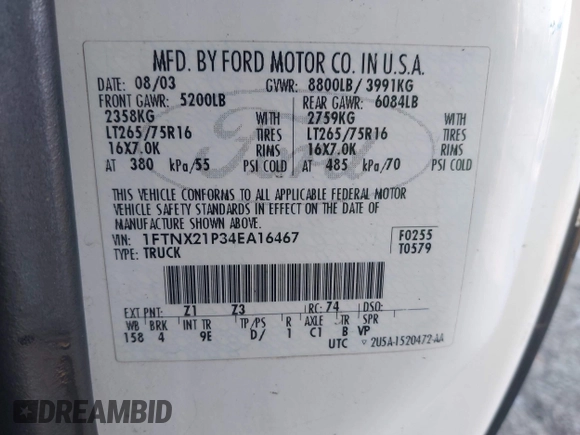 MFD. BY FORD MOTOR CO. IN U.S.A.
DATE: 08/03 GVWR: 8800LB/ 3991KG
FRONT GAWR: 5200LB REAR GAWR: 6084LB
2358KG WITH 2759KG WITH
LT265/75R16 TIRES LT265/75R16 TIRES
16X7.0K RIMS 16X7.0K RIMS
AT 380 kPa/55 PSI COLD AT 485 kPa/70 PSI COLD
THIS VEHICLE CONFORMS TO ALL APPLICABLE FEDERAL MOTOR
VEHICLE SAFETY STANDARDS IN EFFECT ON THE DATE OF
MANUFACTURE SHOWN ABOVE.
VIN: 1FTNX21P34EA16467 F0255
TYPE: TRUCK T0579
EXT PNT: Z1 Z3 RC: 74 DSO:
WB BRK INT TR TP/PS R AXLE TR SPR
158 4 9E D/ 1 C1 B VP
UTC 2U5A-1520472-AA
Ford
DREAMBID